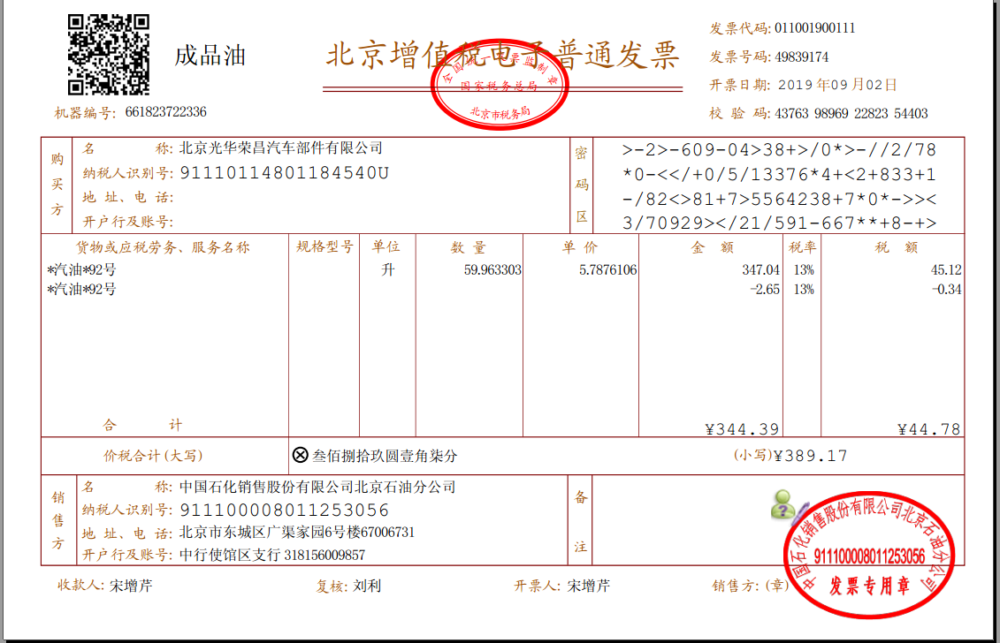 成品油
北京增值税电子普通发票
全国统一发票监制章
国家税务总局
北京市税务局
发票代码: 011001900111
发票号码: 49839174
开票日期: 2019年09月02日
校 验 码: 43763 98969 22823 54403
机器编号: 661823722336
购买方
名 称: 北京光华荣昌汽车部件有限公司
纳税人识别号: 91110114801184540U
地 址、电 话:
开户行及账号:
密码区
>-2>-609-04>38+>/0*>-//2/78
*0-<</+0/5/13376*4+<2+833+1
-/82<>81+7>5564238+7*0*->><
3/70929></21/591-667**+8-+>
货物或应税劳务、服务名称 规格型号 单位 数 量 单 价 金 额 税率 税 额
*汽油*92号 升 59.963303 5.7876106 347.04 13% 45.12
*汽油*92号 -2.65 13% -0.34
合 计 ¥344.39 ¥44.78
价税合计(大写) ⊗ 叁佰捌拾玖圆壹角柒分 (小写)¥389.17
销售方
名 称: 中国石化销售股份有限公司北京石油分公司
纳税人识别号: 911100008011253056
地 址、电 话: 北京市东城区广渠家园6号楼67006731
开户行及账号: 中行使馆区支行 318156009857
备注
收款人: 宋增芹 复核: 刘利 开票人: 宋增芹 销售方: (章)
中国石化销售股份有限公司北京石油分公司
911100008011253056
发票专用章